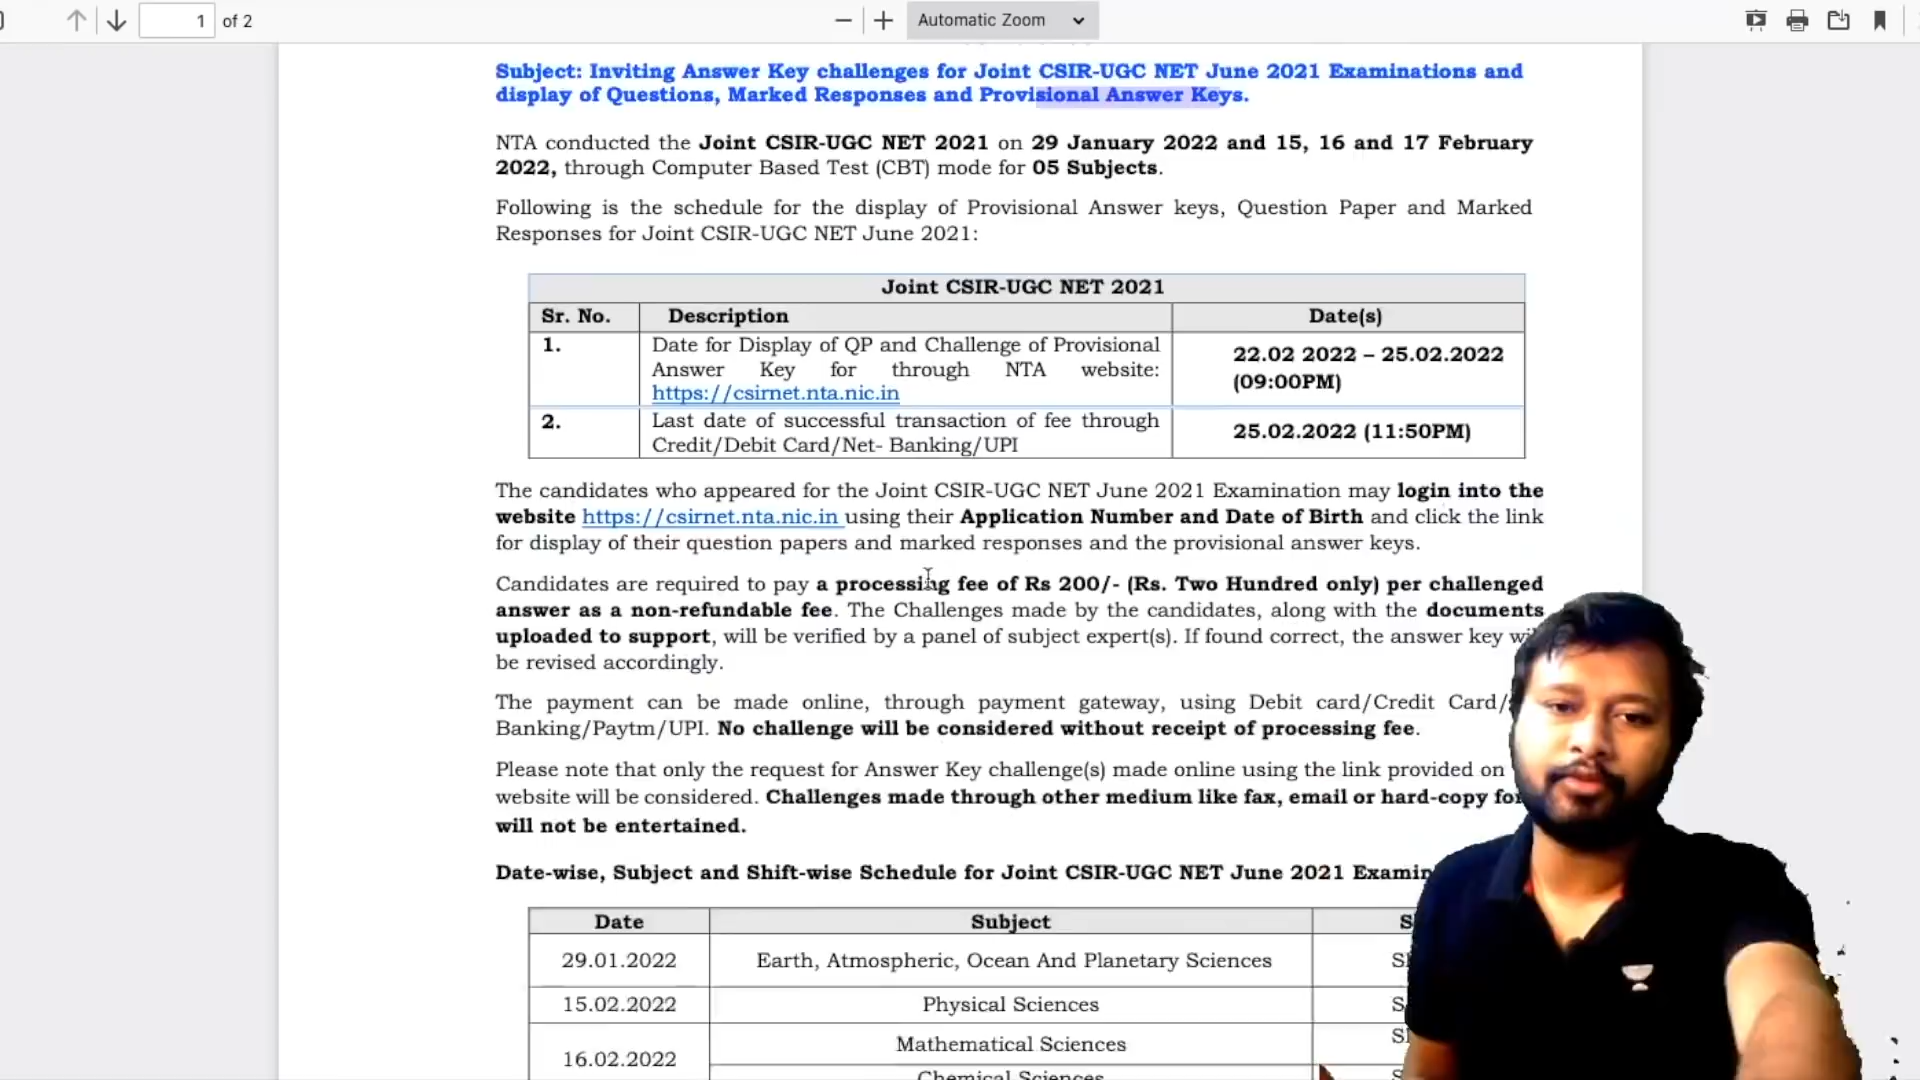 1 of 2
Automatic Zoom
Subject: Inviting Answer Key challenges for Joint CSIR-UGC NET June 2021 Examinations and
display of Questions, Marked Responses and Provisional Answer Keys.
NTA conducted the Joint CSIR-UGC NET 2021 on 29 January 2022 and 15, 16 and 17 February
2022, through Computer Based Test (CBT) mode for 05 Subjects.
Following is the schedule for the display of Provisional Answer keys, Question Paper and Marked
Responses for Joint CSIR-UGC NET June 2021:
Joint CSIR-UGC NET 2021
Sr. No. Description Date(s)
1. Date for Display of QP and Challenge of Provisional
Answer Key for through NTA website:
https://csirnet.nta.nic.in
22.02 2022 – 25.02.2022
(09:00PM)
2. Last date of successful transaction of fee through
Credit/Debit Card/Net- Banking/UPI
25.02.2022 (11:50PM)
The candidates who appeared for the Joint CSIR-UGC NET June 2021 Examination may login into the
website https://csirnet.nta.nic.in using their Application Number and Date of Birth and click the link
for display of their question papers and marked responses and the provisional answer keys.
Candidates are required to pay a processing fee of Rs 200/- (Rs. Two Hundred only) per challenged
answer as a non-refundable fee. The Challenges made by the candidates, along with the documents
uploaded to support, will be verified by a panel of subject expert(s). If found correct, the answer key
be revised accordingly.
The payment can be made online, through payment gateway, using Debit card/Credit Card/
Banking/Paytm/UPI. No challenge will be considered without receipt of processing fee.
Please note that only the request for Answer Key challenge(s) made online using the link provided on
website will be considered. Challenges made through other medium like fax, email or hard-copy
will not be entertained.
Date-wise, Subject and Shift-wise Schedule for Joint CSIR-UGC NET June 2021
Date Subject
29.01.2022 Earth, Atmospheric, Ocean And Planetary Sciences
15.02.2022 Physical Sciences
16.02.2022 Mathematical Sciences
Chemical Sciences